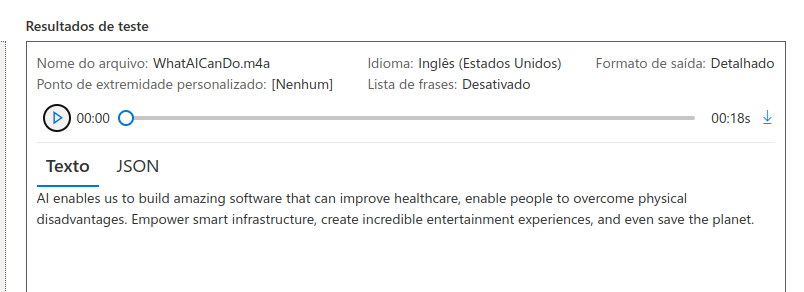 Resultados de teste
Nome do arquivo: WhatAICanDo.m4a Idioma: Inglês (Estados Unidos) Formato de saída: Detalhado
Ponto de extremidade personalizado: [Nenhum] Lista de frases: Desativado
00:00 00:18s
Texto JSON
AI enables us to build amazing software that can improve healthcare, enable people to overcome physical
disadvantages. Empower smart infrastructure, create incredible entertainment experiences, and even save the planet.